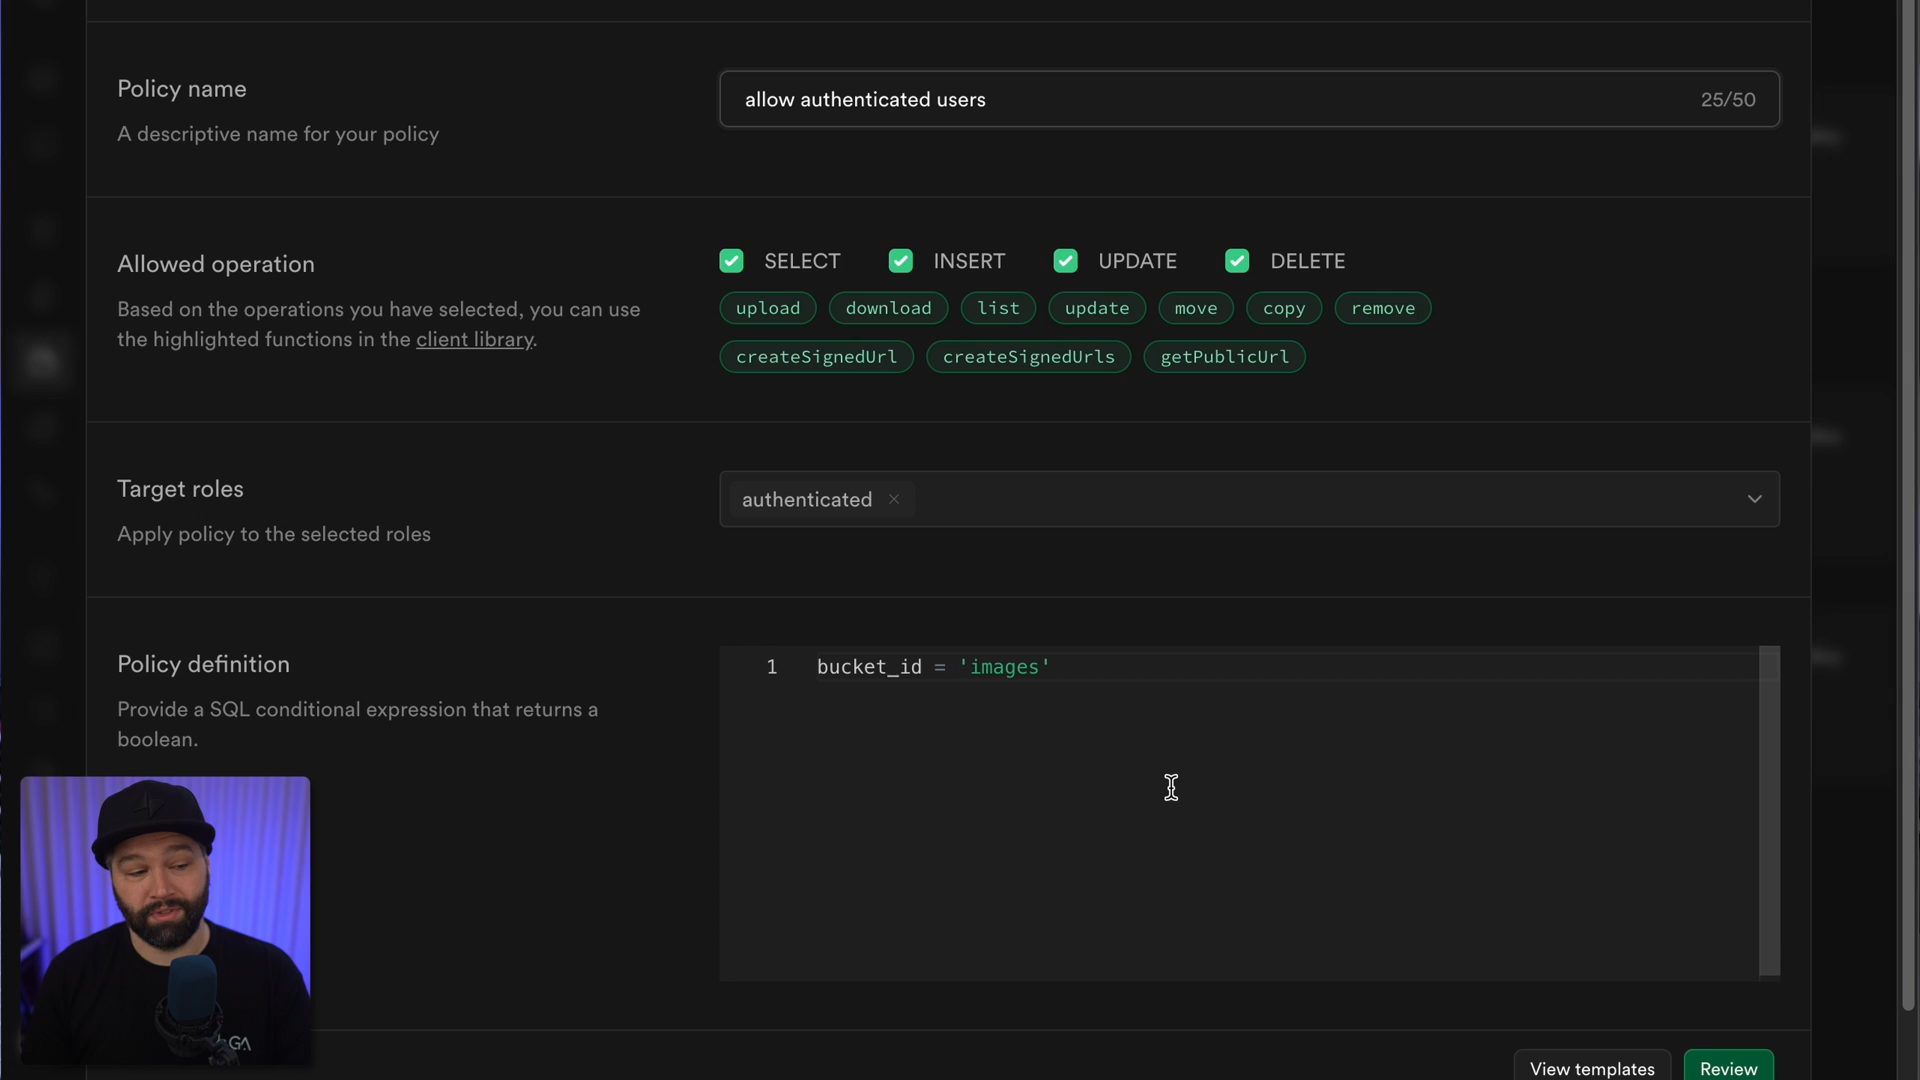 Policy name
A descriptive name for your policy
allow authenticated users
25/50
Allowed operation
Based on the operations you have selected, you can use
the highlighted functions in the client library.
SELECT INSERT UPDATE DELETE
upload download list update move copy remove
createSignedUrl createSignedUrls getPublicUrl
Target roles
Apply policy to the selected roles
authenticated
Policy definition
Provide a SQL conditional expression that returns a
boolean.
1 bucket_id = 'images'
GA
View templates Review